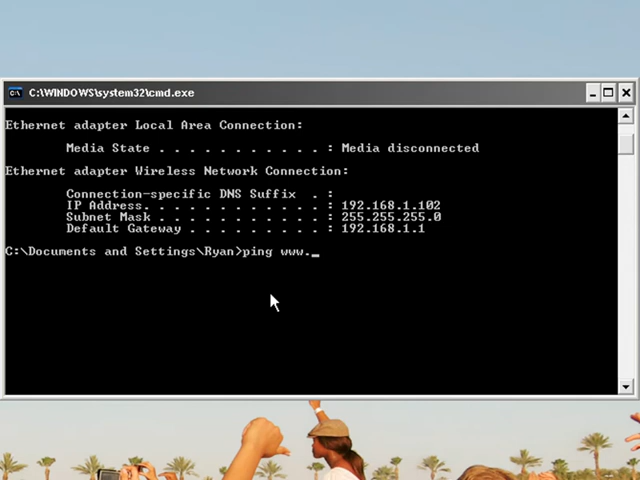 C:\WINDOWS\system32\cmd.exe
Ethernet adapter Local Area Connection:
Media State . . . . . . . . . . . : Media disconnected
Ethernet adapter Wireless Network Connection:
Connection-specific DNS Suffix  . :
IP Address. . . . . . . . . . . . : 192.168.1.102
Subnet Mask . . . . . . . . . . . : 255.255.255.0
Default Gateway . . . . . . . . . : 192.168.1.1
C:\Documents and Settings\Ryan>ping www._